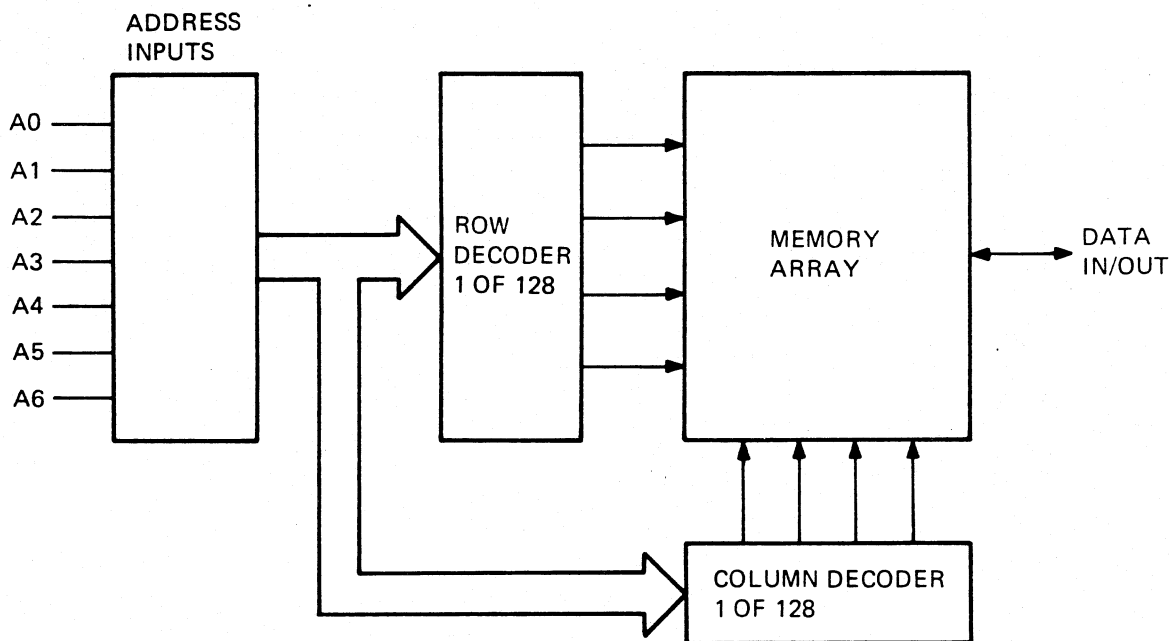 ADDRESS
INPUTS
A0
A1
A2
A3
A4
A5
A6
ROW
DECODER
1 OF 128
MEMORY
ARRAY
DATA
IN/OUT
COLUMN DECODER
1 OF 128